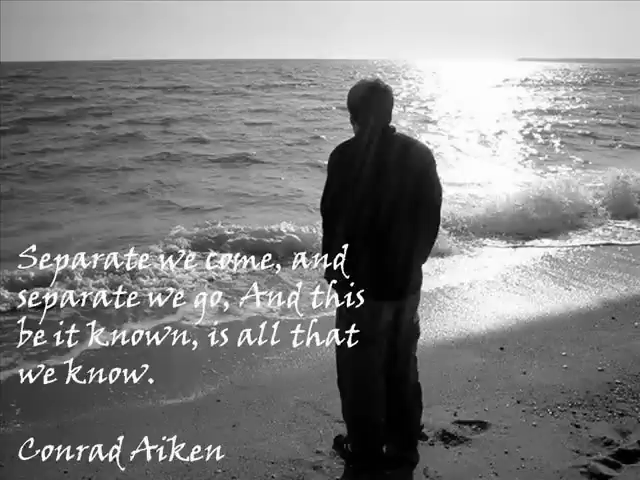 Separate we come, and
separate we go, And this
be it known, is all that
we know.
Conrad Aiken